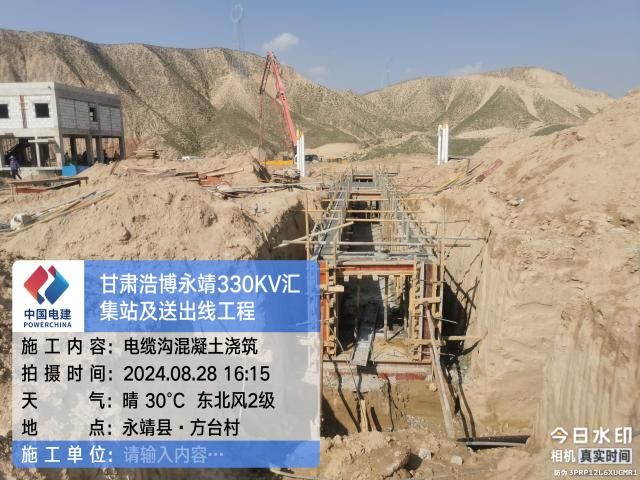 中国电建
POWERCHINA
甘肃浩博永靖330KV汇
集站及送出线工程
施工内容：电缆沟混凝土浇筑
拍摄时间：2024.08.28 16:15
天气：晴 30°C 东北风2级
地点：永靖县·方台村
施工单位：请输入内容…
今日水印
相机 真实时间
防伪 3PRP12L6XUGMR1